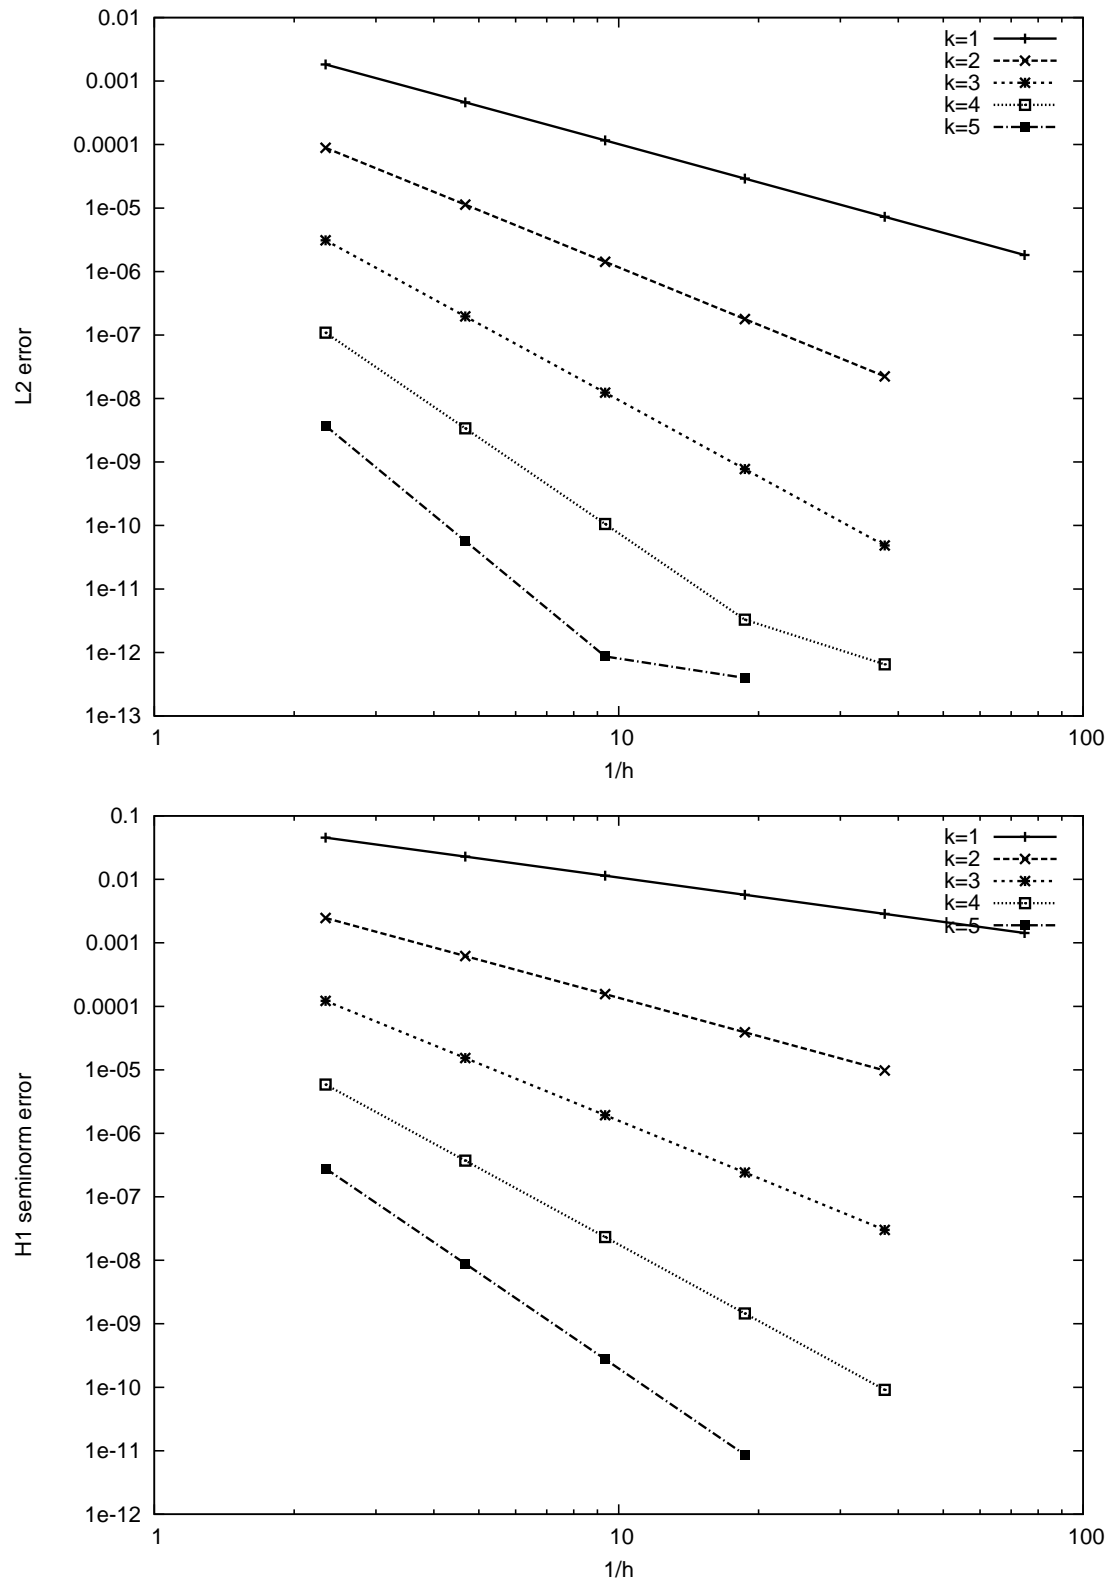 0.01
k=1
k=2
0.001
k=3
k=4
k=5
0.0001
1e-05
1e-06
1e-07
L2 error
1e-08
1e-09
1e-10
1e-11
1e-12
1e-13
1 10 100
1/h
0.1
k=1
k=2
0.01
k=3
k=4
k=5
0.001
0.0001
1e-05
H1 seminorm error
1e-06
1e-07
1e-08
1e-09
1e-10
1e-11
1e-12
1 10 100
1/h